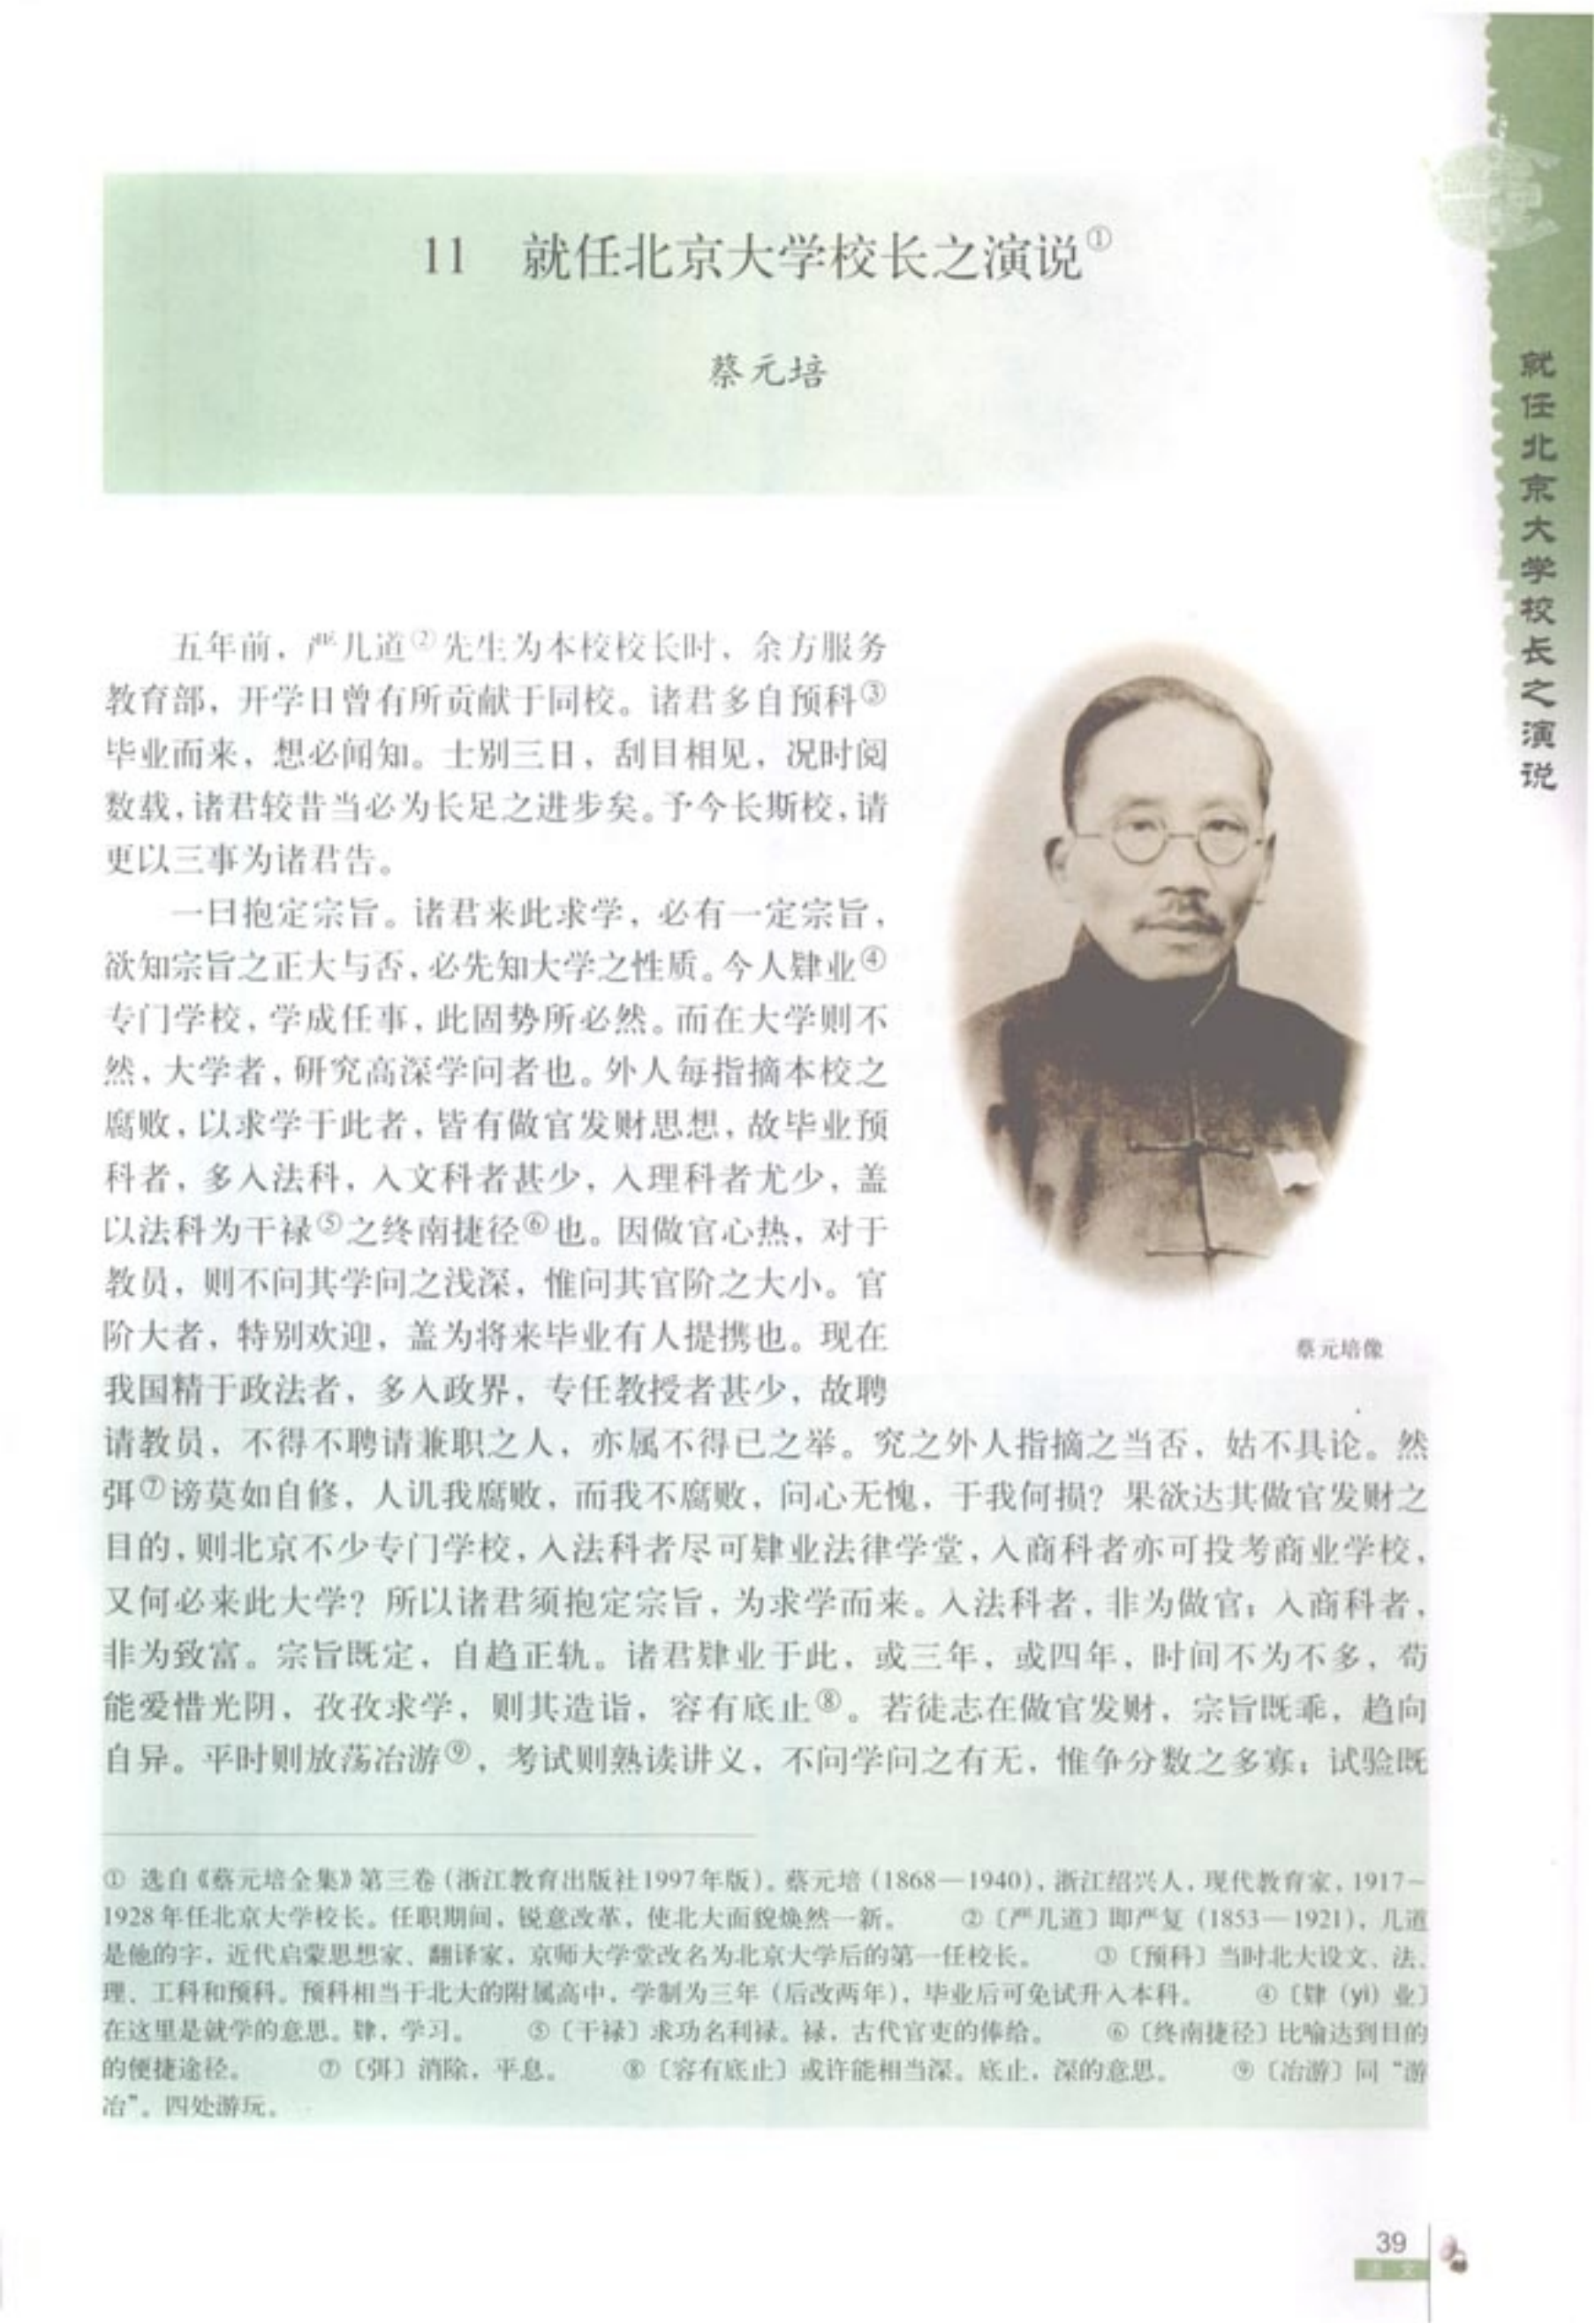 11 就任北京大学校长之演说①
蔡元培
就任北京大学校长之演说
五年前，严几道②先生为本校校长时，余方服务
教育部，开学日曾有所贡献于同校。诸君多自预科③
毕业而来，想必闻知。士别三日，刮目相见，况时阅
数载，诸君较昔当必为长足之进步矣。予今长斯校，请
更以三事为诸君告。
一曰抱定宗旨。诸君来此求学，必有一定宗旨，
欲知宗旨之正大与否，必先知大学之性质。今人肄业④
专门学校，学成任事，此固势所必然。而在大学则不
然，大学者，研究高深学问者也。外人每指摘本校之
腐败，以求学于此者，皆有做官发财思想，故毕业预
科者，多入法科，入文科者甚少，入理科者尤少，盖
以法科为干禄⑤之终南捷径⑥也。因做官心热，对于
教员，则不问其学问之浅深，惟问其官阶之大小。官
阶大者，特别欢迎，盖为将来毕业有人提携也。现在
我国精于政法者，多入政界，专任教授者甚少，故聘
请教员，不得不聘请兼职之人，亦属不得已之举。究之外人指摘之当否，姑不具论。然
弭⑦谤莫如自修，人讥我腐败，而我不腐败，问心无愧，于我何损？果欲达其做官发财之
目的，则北京不少专门学校，入法科者尽可肄业法律学堂，入商科者亦可投考商业学校，
又何必来此大学？所以诸君须抱定宗旨，为求学而来。入法科者，非为做官；入商科者，
非为致富。宗旨既定，自趋正轨。诸君肄业于此，或三年，或四年，时间不为不多，苟
能爱惜光阴，孜孜求学，则其造诣，容有底止⑧。若徒志在做官发财，宗旨既乖，趋向
自异。平时则放荡冶游⑨，考试则熟读讲义，不问学问之有无，惟争分数之多寡；试验既
蔡元培像
① 选自《蔡元培全集》第三卷（浙江教育出版社1997年版）。蔡元培（1868—1940），浙江绍兴人，现代教育家，1917－
1928年任北京大学校长。任职期间，锐意改革，使北大面貌焕然一新。 ②〔严几道〕即严复（1853—1921），几道
是他的字，近代启蒙思想家、翻译家，京师大学堂改名为北京大学后的第一任校长。 ③〔预科〕当时北大设文、法、
理、工科和预科。预科相当于北大的附属高中，学制为三年（后改两年），毕业后可免试升入本科。 ④〔肄（yì）业〕
在这里是就学的意思。肄，学习。 ⑤〔干禄〕求功名利禄。禄，古代官吏的俸给。 ⑥〔终南捷径〕比喻达到目的
的便捷途径。 ⑦〔弭〕消除，平息。 ⑧〔容有底止〕或许能相当深。底止，深的意思。 ⑨〔冶游〕同“游
冶”。四处游玩。
39
语 文